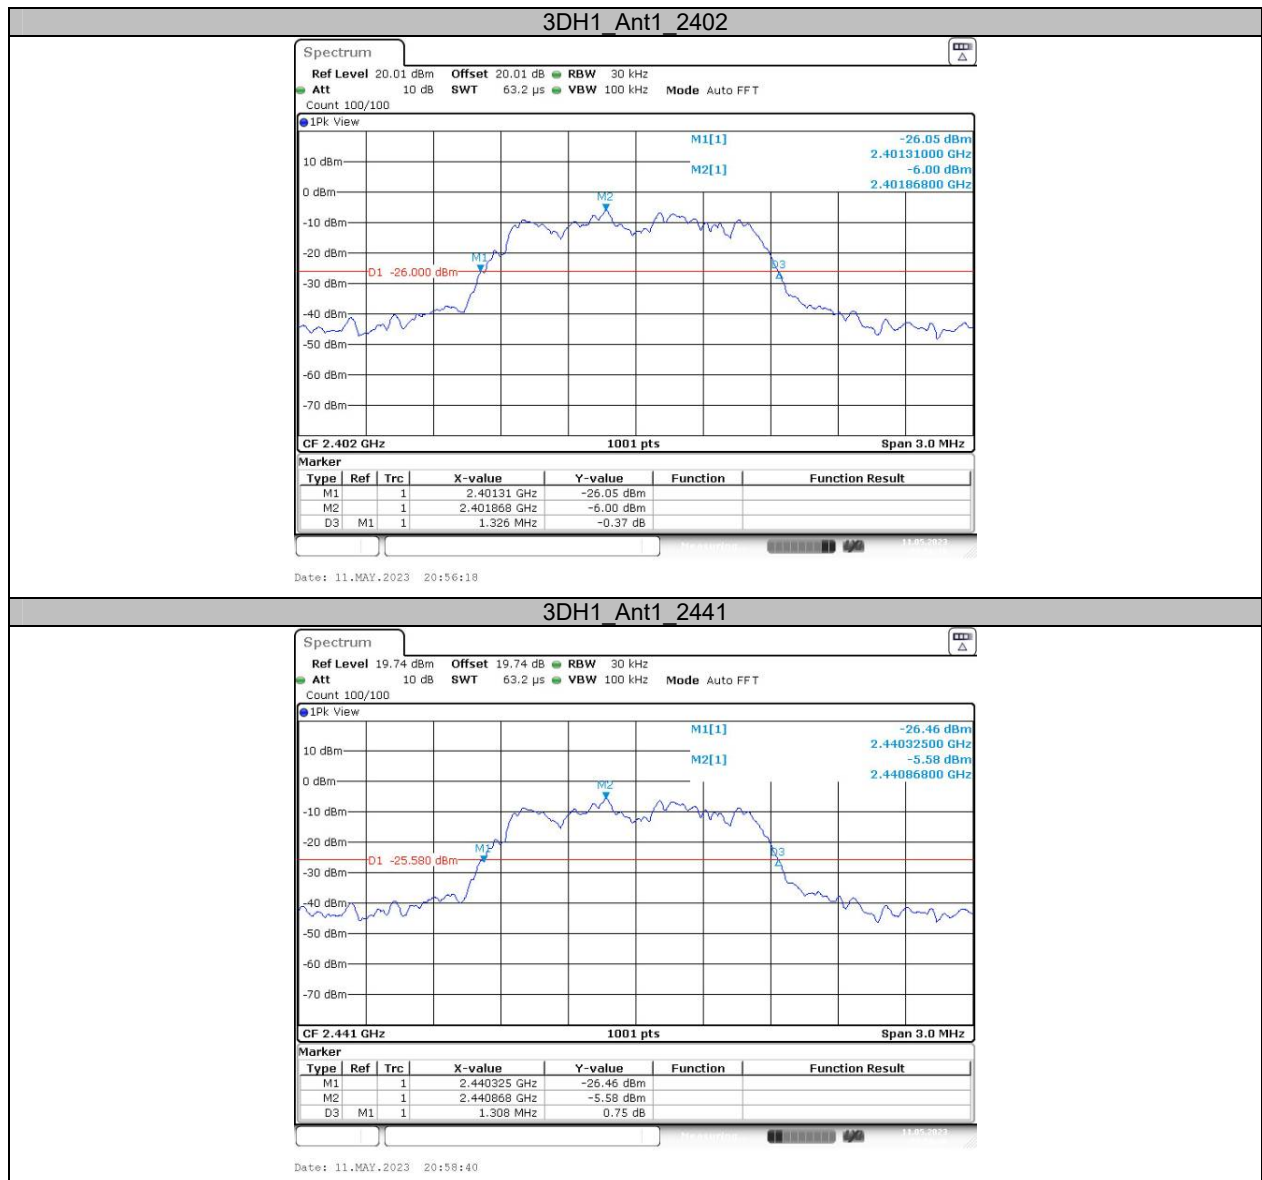 3DH1_Ant1_2402
Spectrum
Ref Level 20.01 dBm Offset 20.01 dB RBW 30 kHz
Att 10 dB SWT 63.2 µs VBW 100 kHz Mode Auto FFT
Count 100/100
1Pk View
M1[1] -26.05 dBm
2.40131000 GHz
10 dBm
M2[1] -6.00 dBm
2.40186800 GHz
0 dBm
M2
-10 dBm
-20 dBm
M1
D3
D1 -26.000 dBm
-30 dBm
-40 dBm
-50 dBm
-60 dBm
-70 dBm
CF 2.402 GHz 1001 pts Span 3.0 MHz
Marker
Type Ref Trc X-value Y-value Function Function Result
M1 1 2.40131 GHz -26.05 dBm
M2 1 2.401868 GHz -6.00 dBm
D3 M1 1 1.326 MHz -0.37 dB
11.05.2023
Date: 11.MAY.2023 20:56:18
3DH1_Ant1_2441
Spectrum
Ref Level 19.74 dBm Offset 19.74 dB RBW 30 kHz
Att 10 dB SWT 63.2 µs VBW 100 kHz Mode Auto FFT
Count 100/100
1Pk View
M1[1] -26.46 dBm
2.44032500 GHz
10 dBm
M2[1] -5.58 dBm
2.44086800 GHz
0 dBm
M2
-10 dBm
-20 dBm
M1
D3
D1 -25.580 dBm
-30 dBm
-40 dBm
-50 dBm
-60 dBm
-70 dBm
CF 2.441 GHz 1001 pts Span 3.0 MHz
Marker
Type Ref Trc X-value Y-value Function Function Result
M1 1 2.440325 GHz -26.46 dBm
M2 1 2.440868 GHz -5.58 dBm
D3 M1 1 1.308 MHz 0.75 dB
11.05.2023
Date: 11.MAY.2023 20:58:40